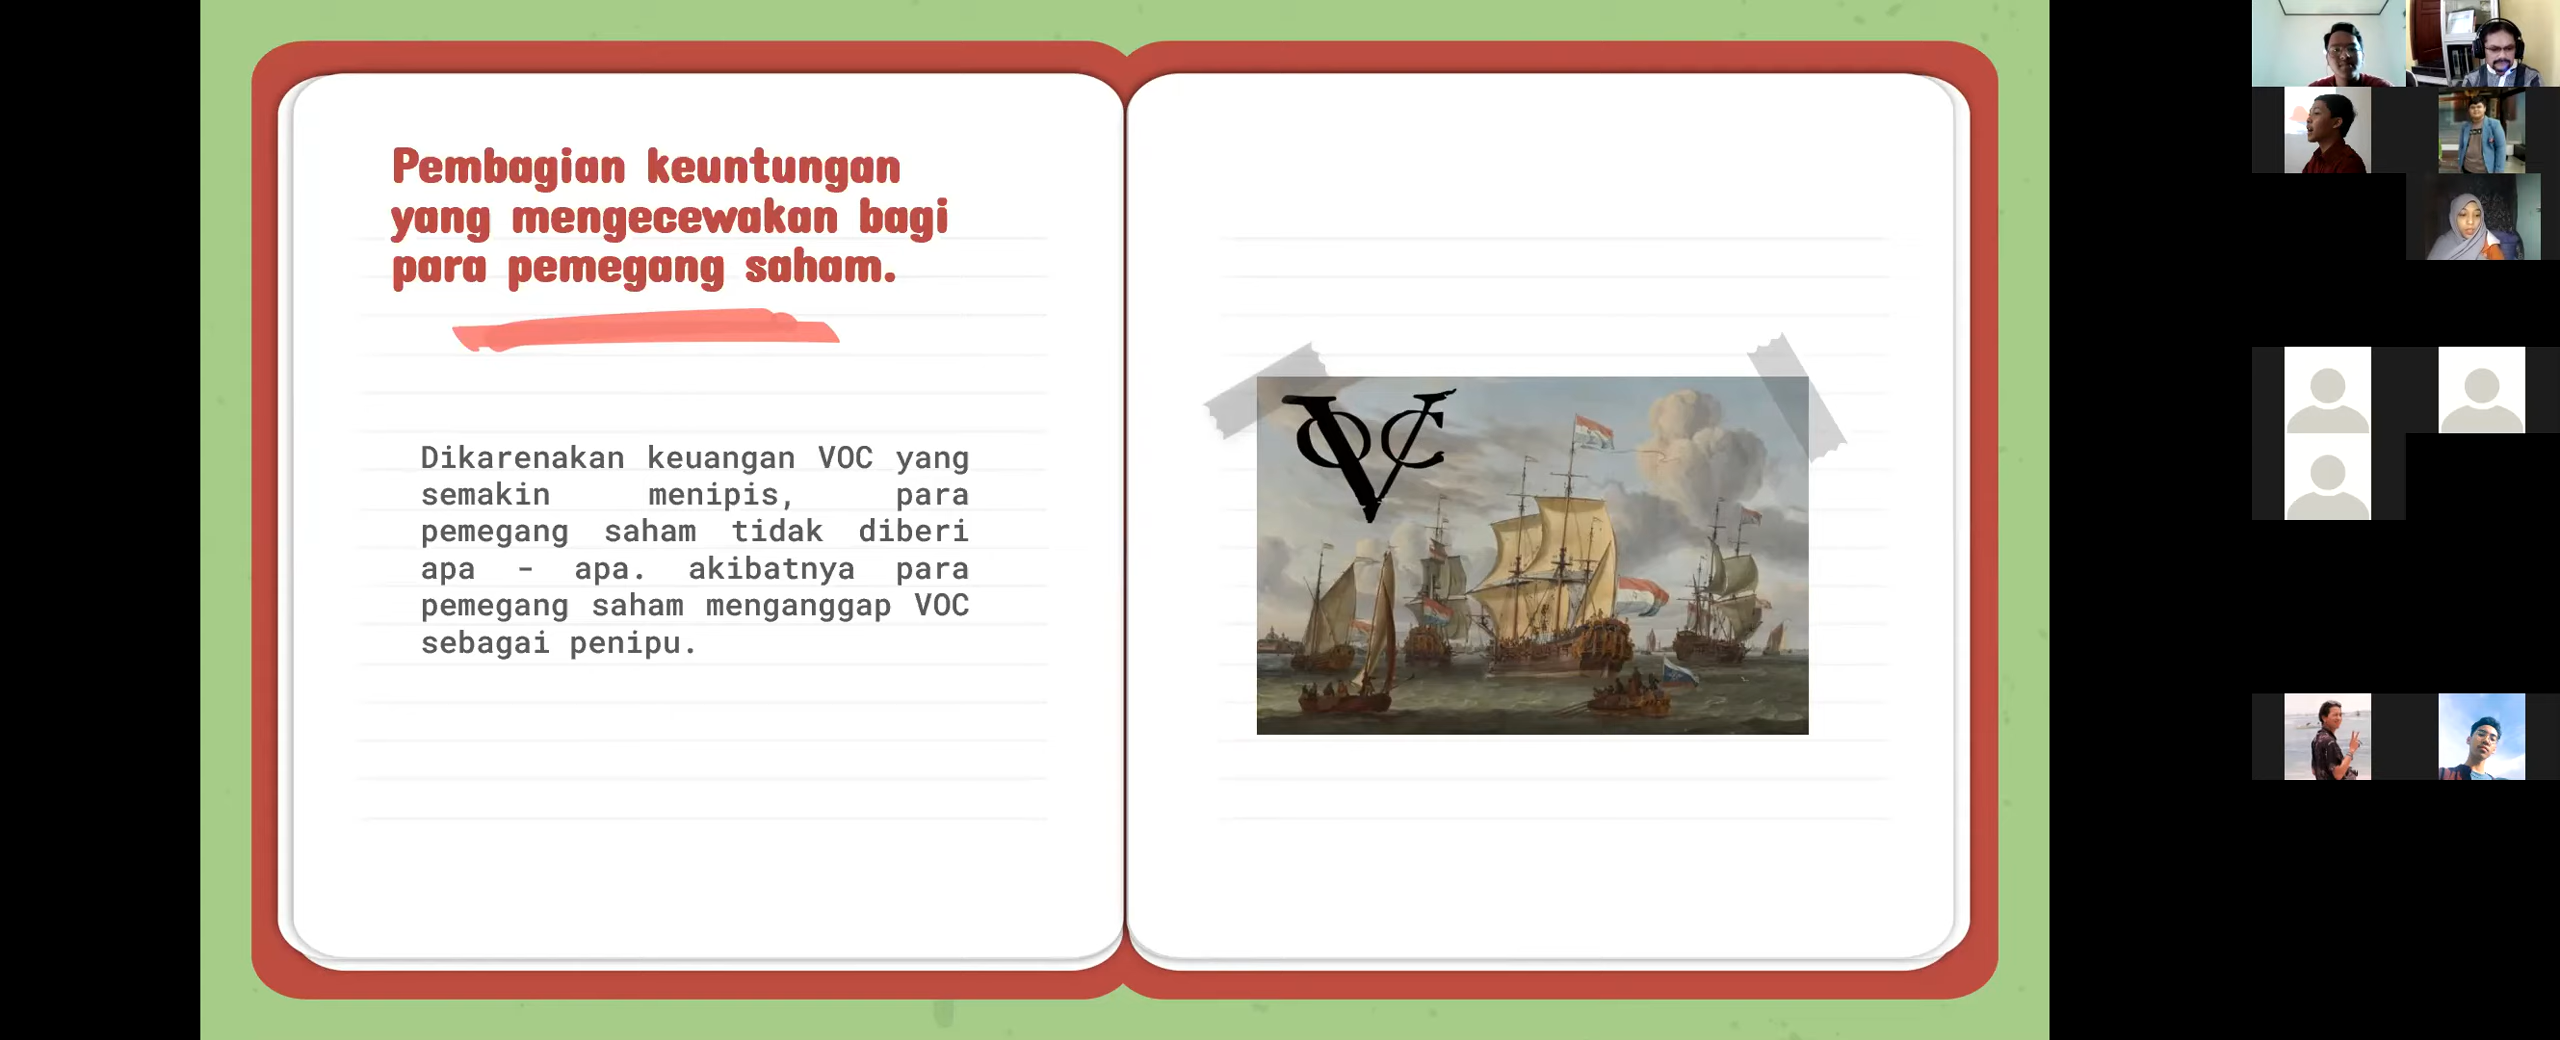 Pembagian keuntungan
yang mengecewakan bagi
para pemegang saham.
Dikarenakan keuangan VOC yang
semakin menipis, para
pemegang saham tidak diberi
apa - apa. akibatnya para
pemegang saham menganggap VOC
sebagai penipu.
VOC